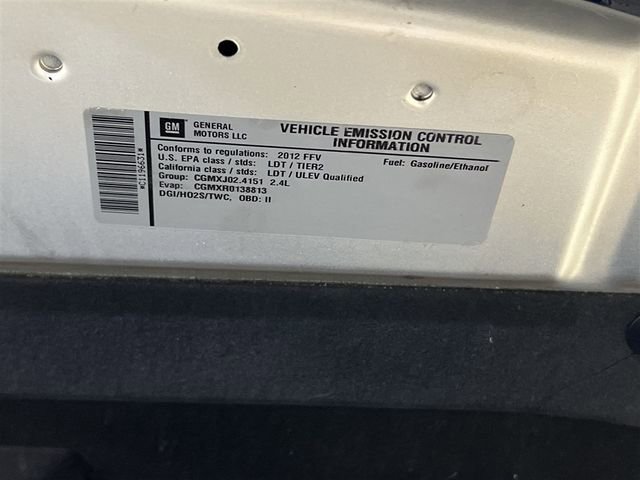 GM GENERAL MOTORS LLC
VEHICLE EMISSION CONTROL INFORMATION
Conforms to regulations: 2012 FFV
Fuel: Gasoline/Ethanol
U.S. EPA class / stds: LDT / TIER2
California class / stds: LDT / ULEV Qualified
Group: CGMXJ02.4151 2.4L
Evap: CGMXR0138813
DGI/HO2S/TWC, OBD: II
*C1196631*